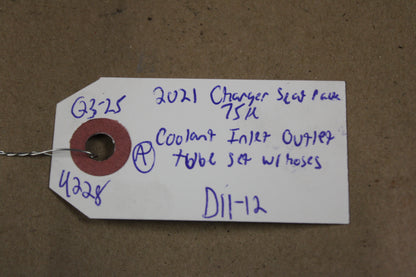 Q3-25
2021 Charger Scat Pack
75k
Coolant Inlet Outlet
A
tube set w/hoses
4228
D11-12